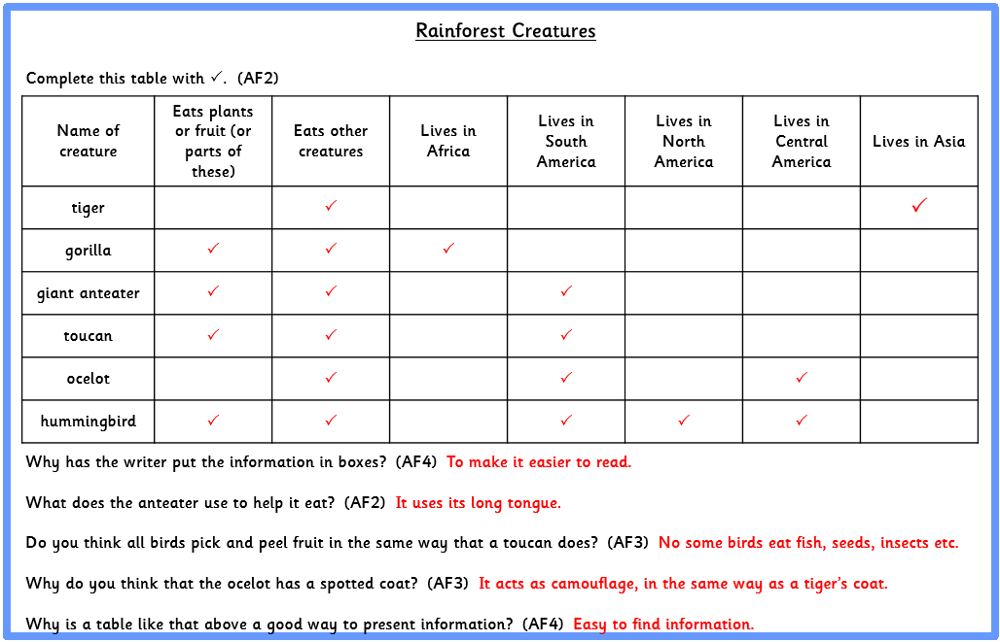 Rainforest Creatures
Complete this table with ✓. (AF2)
Name of creature | Eats plants or fruit (or parts of these) | Eats other creatures | Lives in Africa | Lives in South America | Lives in North America | Lives in Central America | Lives in Asia
tiger | | ✓ | | | | | ✓
gorilla | ✓ | ✓ | ✓ | | | |
giant anteater | ✓ | ✓ | | ✓ | | |
toucan | ✓ | ✓ | | ✓ | | |
ocelot | | ✓ | | ✓ | | ✓ |
hummingbird | ✓ | ✓ | | ✓ | ✓ | ✓ |
Why has the writer put the information in boxes? (AF4) To make it easier to read.
What does the anteater use to help it eat? (AF2) It uses its long tongue.
Do you think all birds pick and peel fruit in the same way that a toucan does? (AF3) No some birds eat fish, seeds, insects etc.
Why do you think that the ocelot has a spotted coat? (AF3) It acts as camouflage, in the same way as a tiger's coat.
Why is a table like that above a good way to present information? (AF4) Easy to find information.